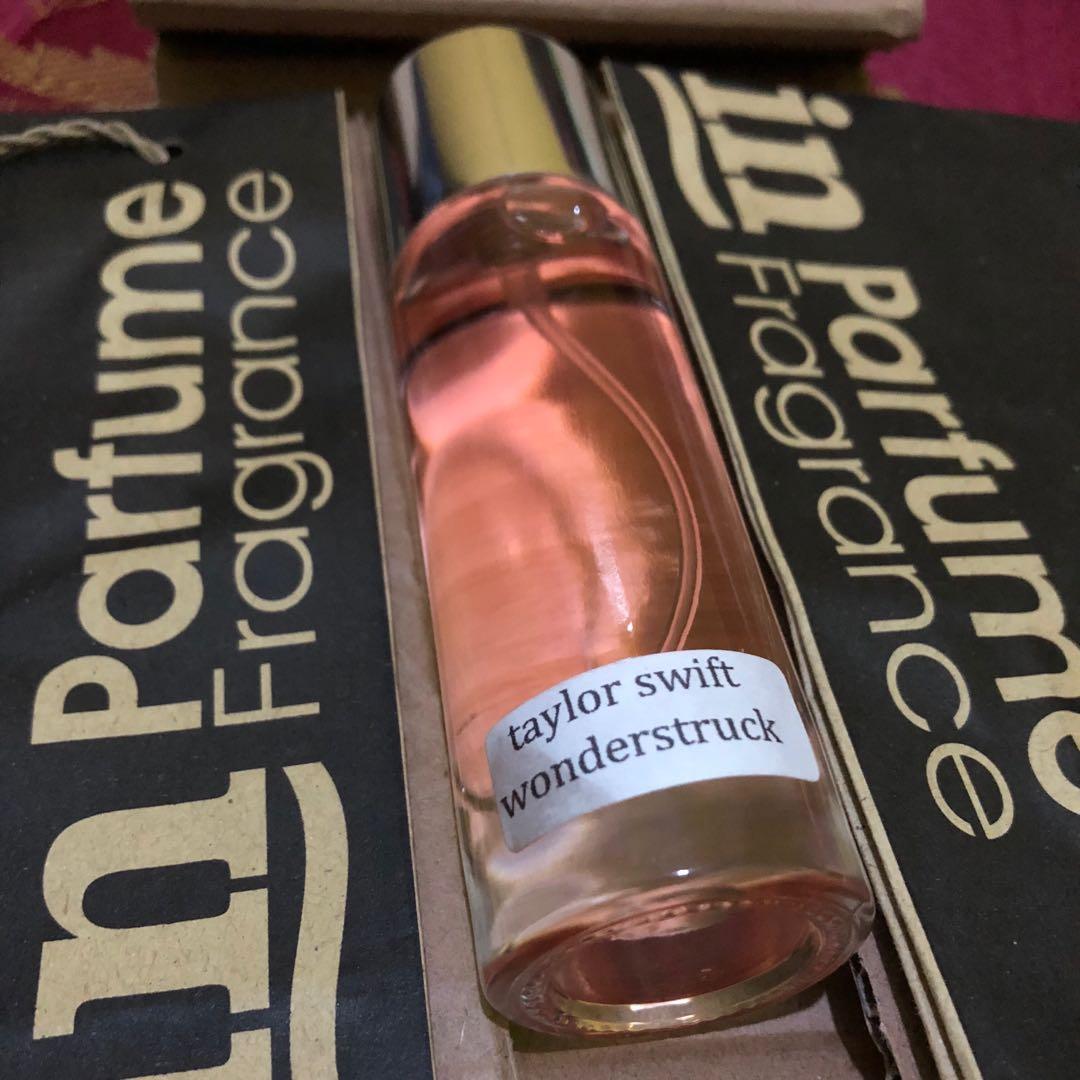 in Parfume
Fragrance
taylor swift
wonderstruck
in Parfume
Fragrance